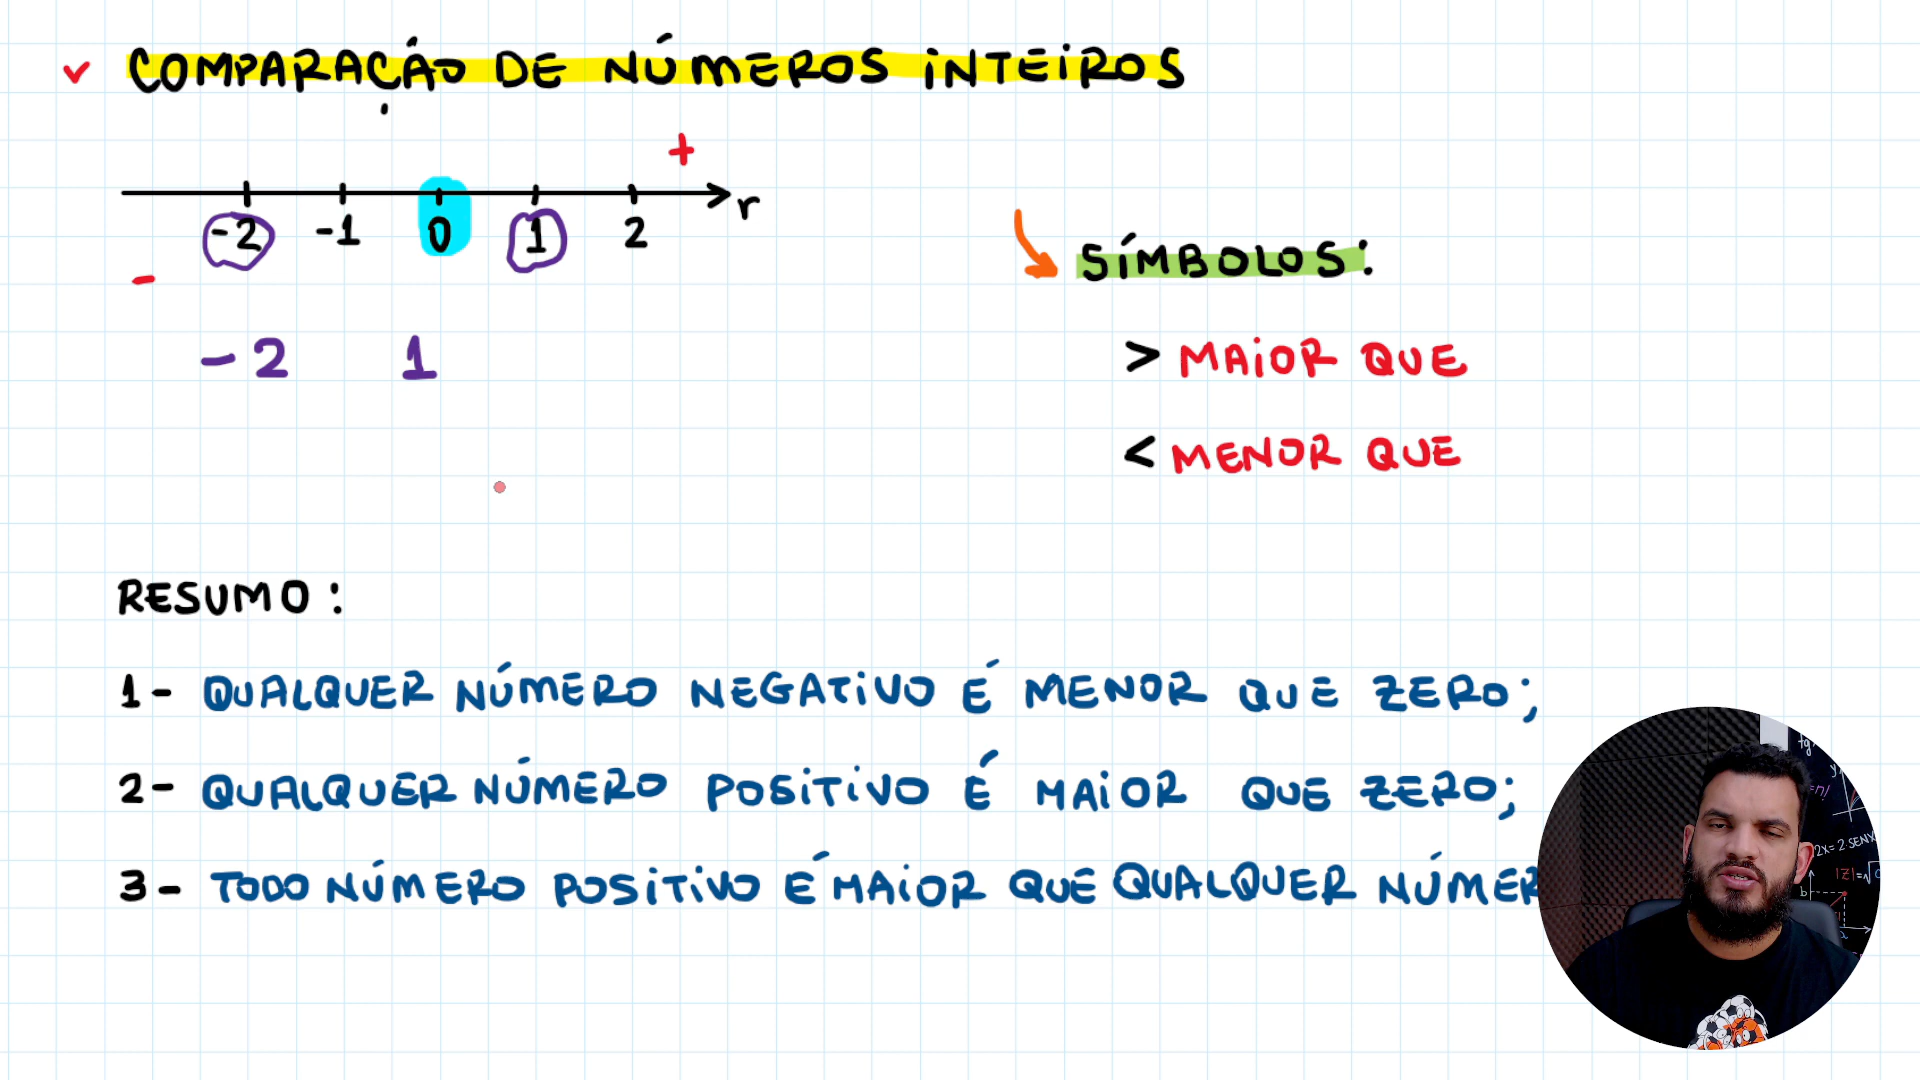 ✓ COMPARAÇÃO DE NÚMEROS INTEIROS
+
r
-2 -1 0 1 2
-
SÍMBOLOS:
-2 1
> MAIOR QUE
< MENOR QUE
RESUMO:
1- QUALQUER NÚMERO NEGATIVO É MENOR QUE ZERO;
2- QUALQUER NÚMERO POSITIVO É MAIOR QUE ZERO;
3- TODO NÚMERO POSITIVO É MAIOR QUE QUALQUER